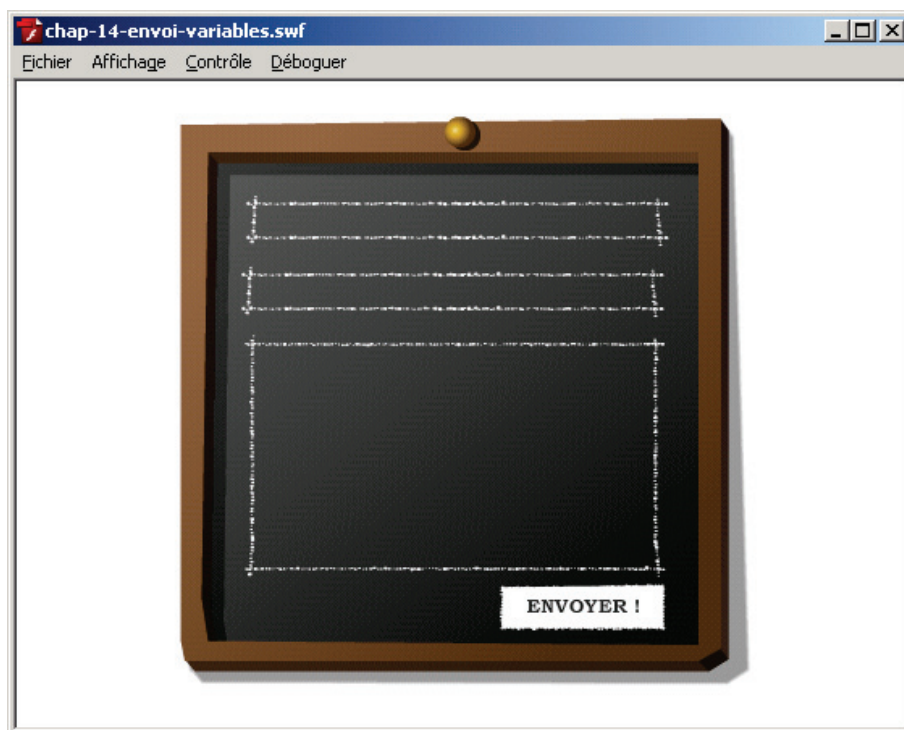 chap-14-envoi-variables.swf
Fichier Affichage Contrôle Déboguer
ENVOYER !